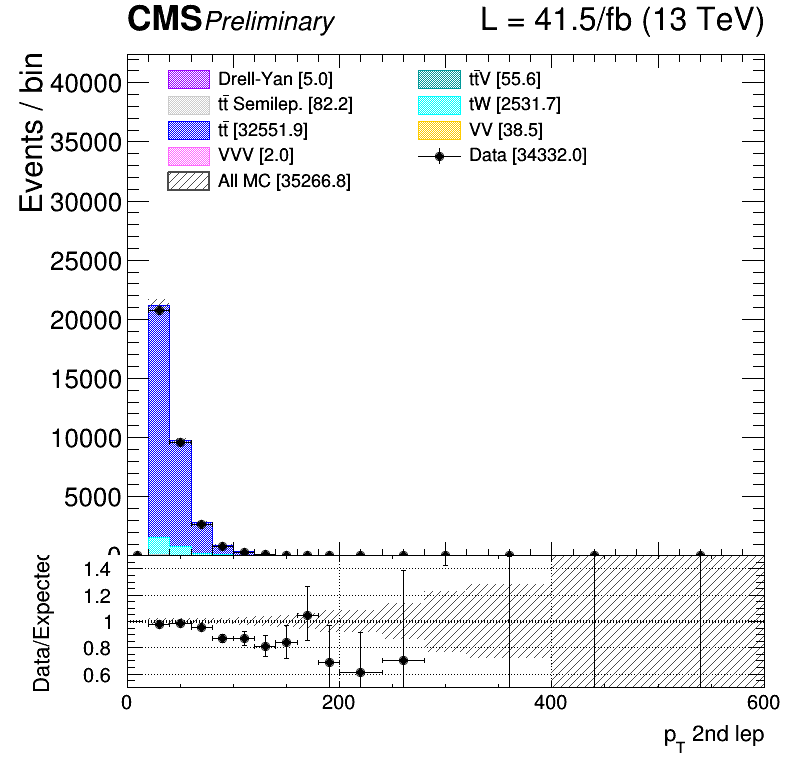 CMS Preliminary L = 41.5/fb (13 TeV)
Events / bin
40000
35000
30000
25000
20000
15000
10000
5000
0
Drell-Yan [5.0]
tt̄ Semilep. [82.2]
tt̄ [32551.9]
VVV [2.0]
All MC [35266.8]
tt̄V [55.6]
tW [2531.7]
VV [38.5]
Data [34332.0]
Data/Expected
1.4
1.2
1
0.8
0.6
0 200 400 600
p_T 2nd lep